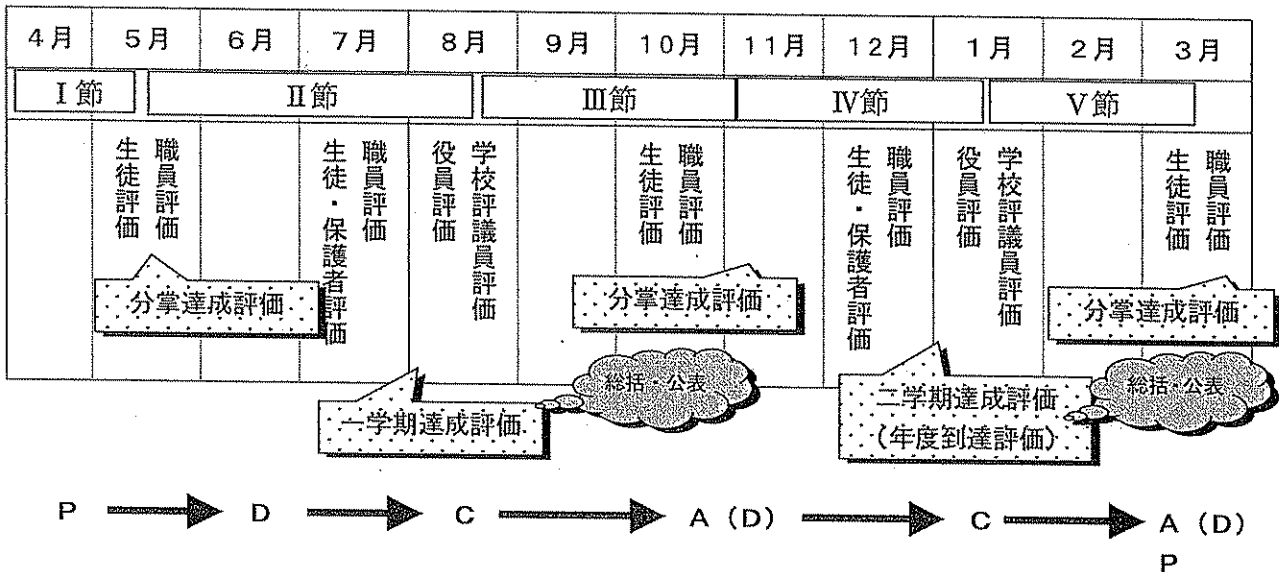 4月 5月 6月 7月 8月 9月 10月 11月 12月 1月 2月 3月
Ⅰ節 Ⅱ節 Ⅲ節 Ⅳ節 Ⅴ節
職員評価
生徒評価
職員評価
生徒・保護者評価
学校評議員評価
役員評価
職員評価
生徒評価
職員評価
生徒・保護者評価
学校評議員評価
役員評価
職員評価
生徒評価
分掌達成評価
分掌達成評価
分掌達成評価
総括・公表
総括・公表
一学期達成評価
二学期達成評価
(年度到達評価)
P D C A (D) C A (D)
P